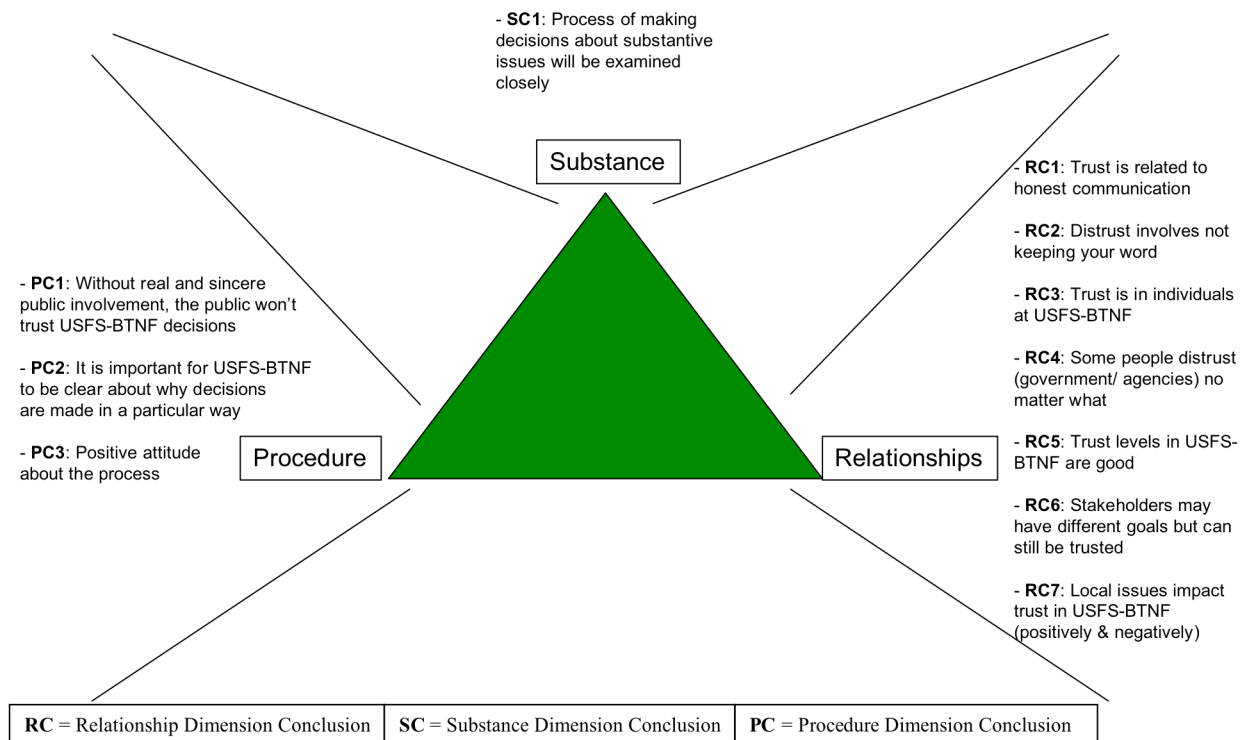 - SC1: Process of making
decisions about substantive
issues will be examined
closely
Substance
- PC1: Without real and sincere
public involvement, the public won’t
trust USFS-BTNF decisions
- PC2: It is important for USFS-BTNF
to be clear about why decisions
are made in a particular way
- PC3: Positive attitude
about the process
Procedure
Relationships
- RC1: Trust is related to
honest communication
- RC2: Distrust involves not
keeping your word
- RC3: Trust is in individuals
at USFS-BTNF
- RC4: Some people distrust
(government/ agencies) no
matter what
- RC5: Trust levels in USFS-
BTNF are good
- RC6: Stakeholders may
have different goals but can
still be trusted
- RC7: Local issues impact
trust in USFS-BTNF
(positively & negatively)
RC = Relationship Dimension Conclusion
SC = Substance Dimension Conclusion
PC = Procedure Dimension Conclusion